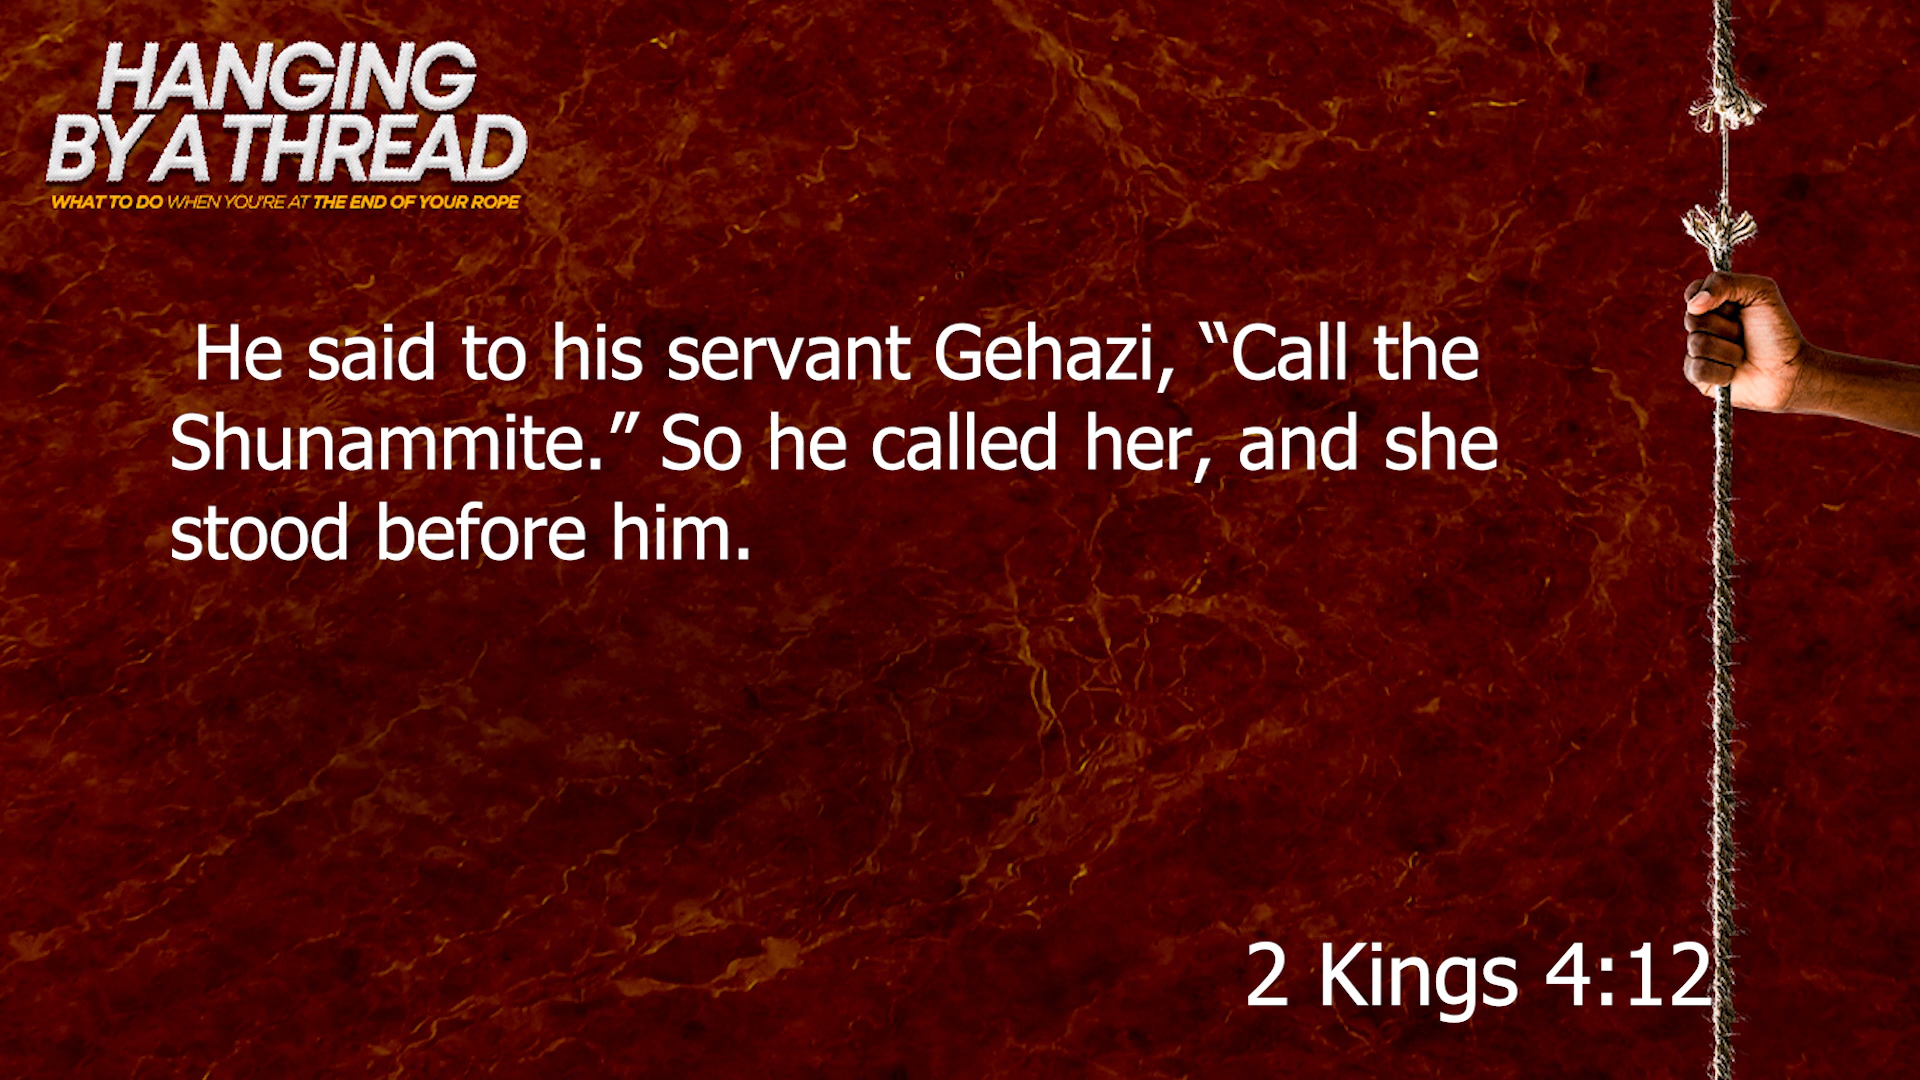 HANGING
BY A THREAD
WHAT TO DO WHEN YOU'RE AT THE END OF YOUR ROPE
He said to his servant Gehazi, “Call the
Shunammite.” So he called her, and she
stood before him.
2 Kings 4:12